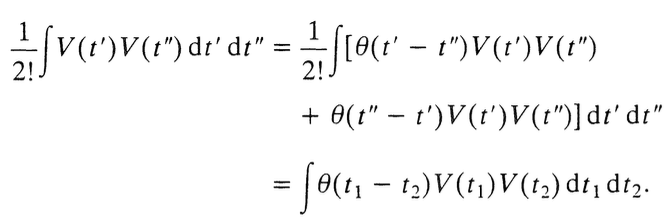 1/2! ∫ V(t′)V(t″) dt′ dt″ = 1/2! ∫ [θ(t′ − t″)V(t′)V(t″)
+ θ(t″ − t′)V(t′)V(t″)] dt′ dt″
= ∫ θ(t₁ − t₂)V(t₁)V(t₂) dt₁ dt₂.